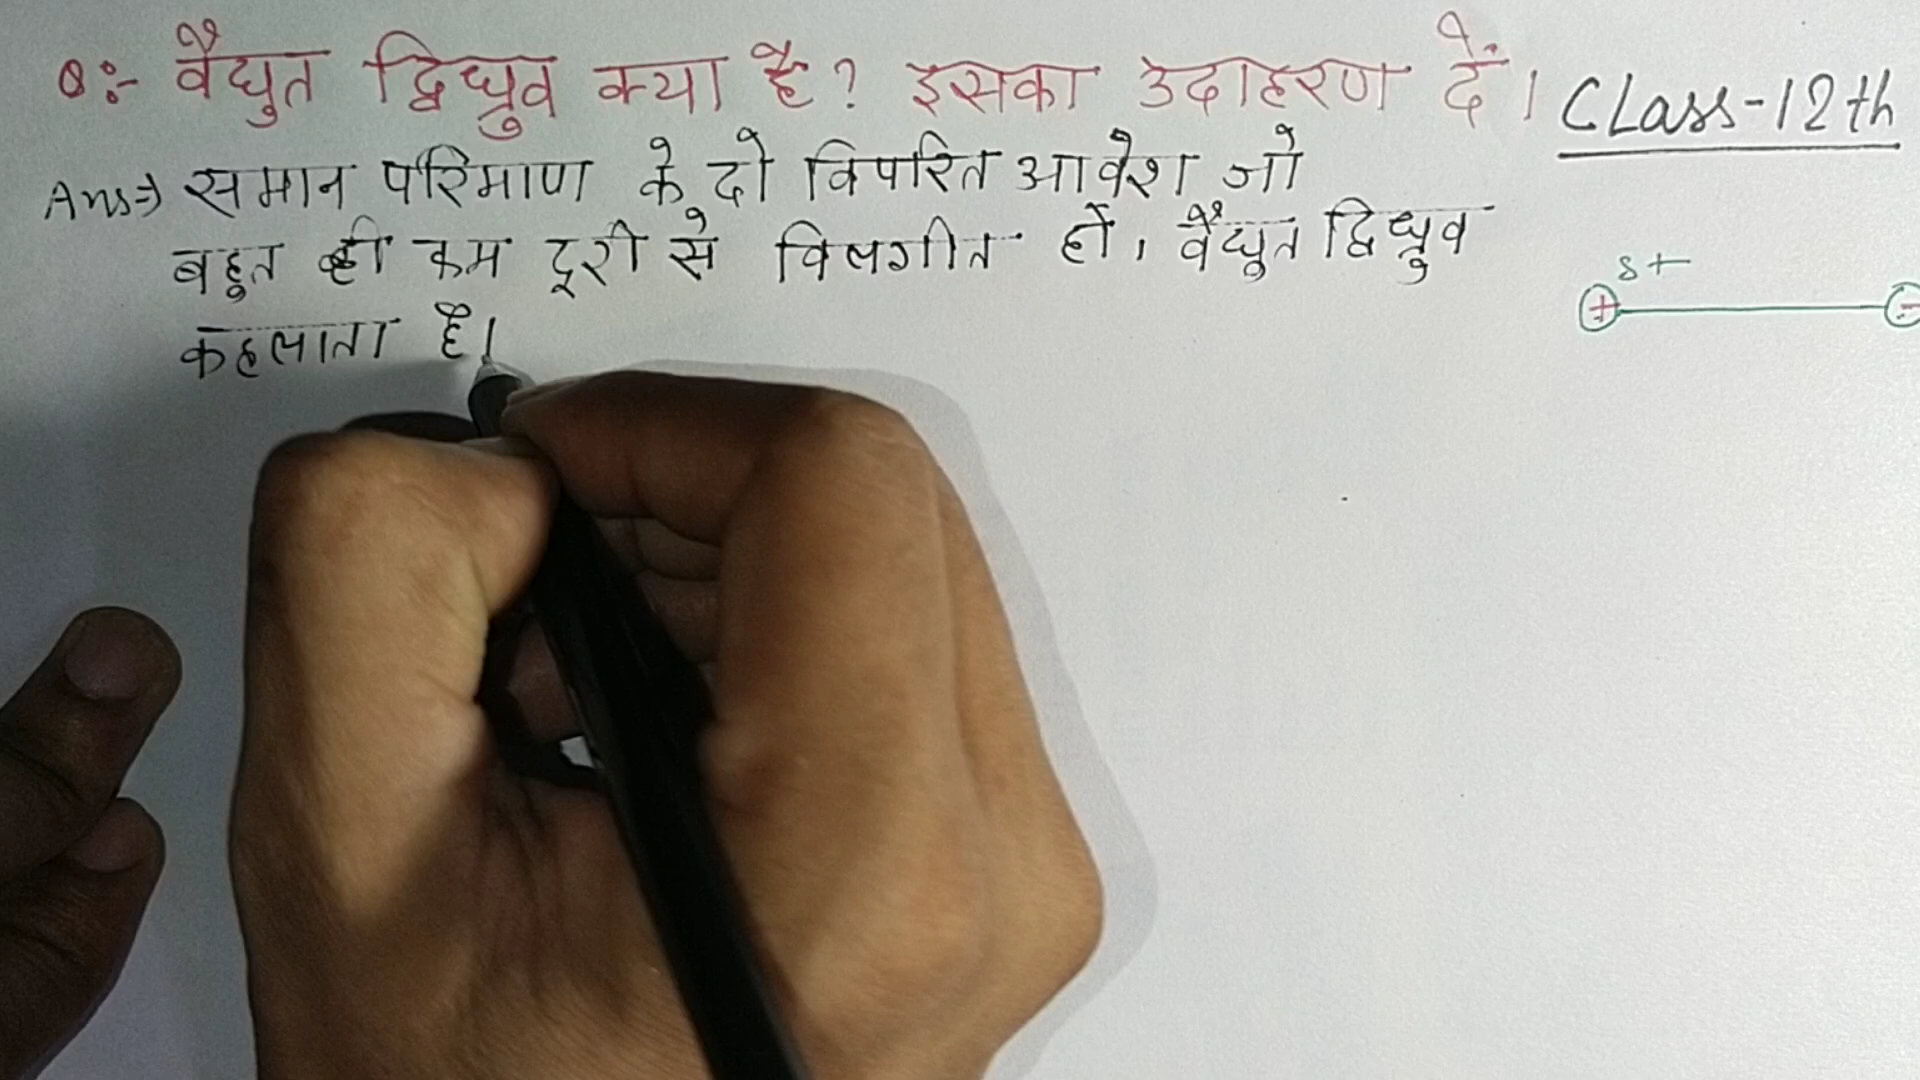 Q:- वैद्युत द्विध्रुव क्या है? इसका उदाहरण दें।
CLass-12th
Ans→ समान परिमाण के दो विपरित आवेश जो
बहुत ही कम दूरी से विलगीत हो, वैद्युत द्विध्रुव
कहलाता है।
δ+
+ -